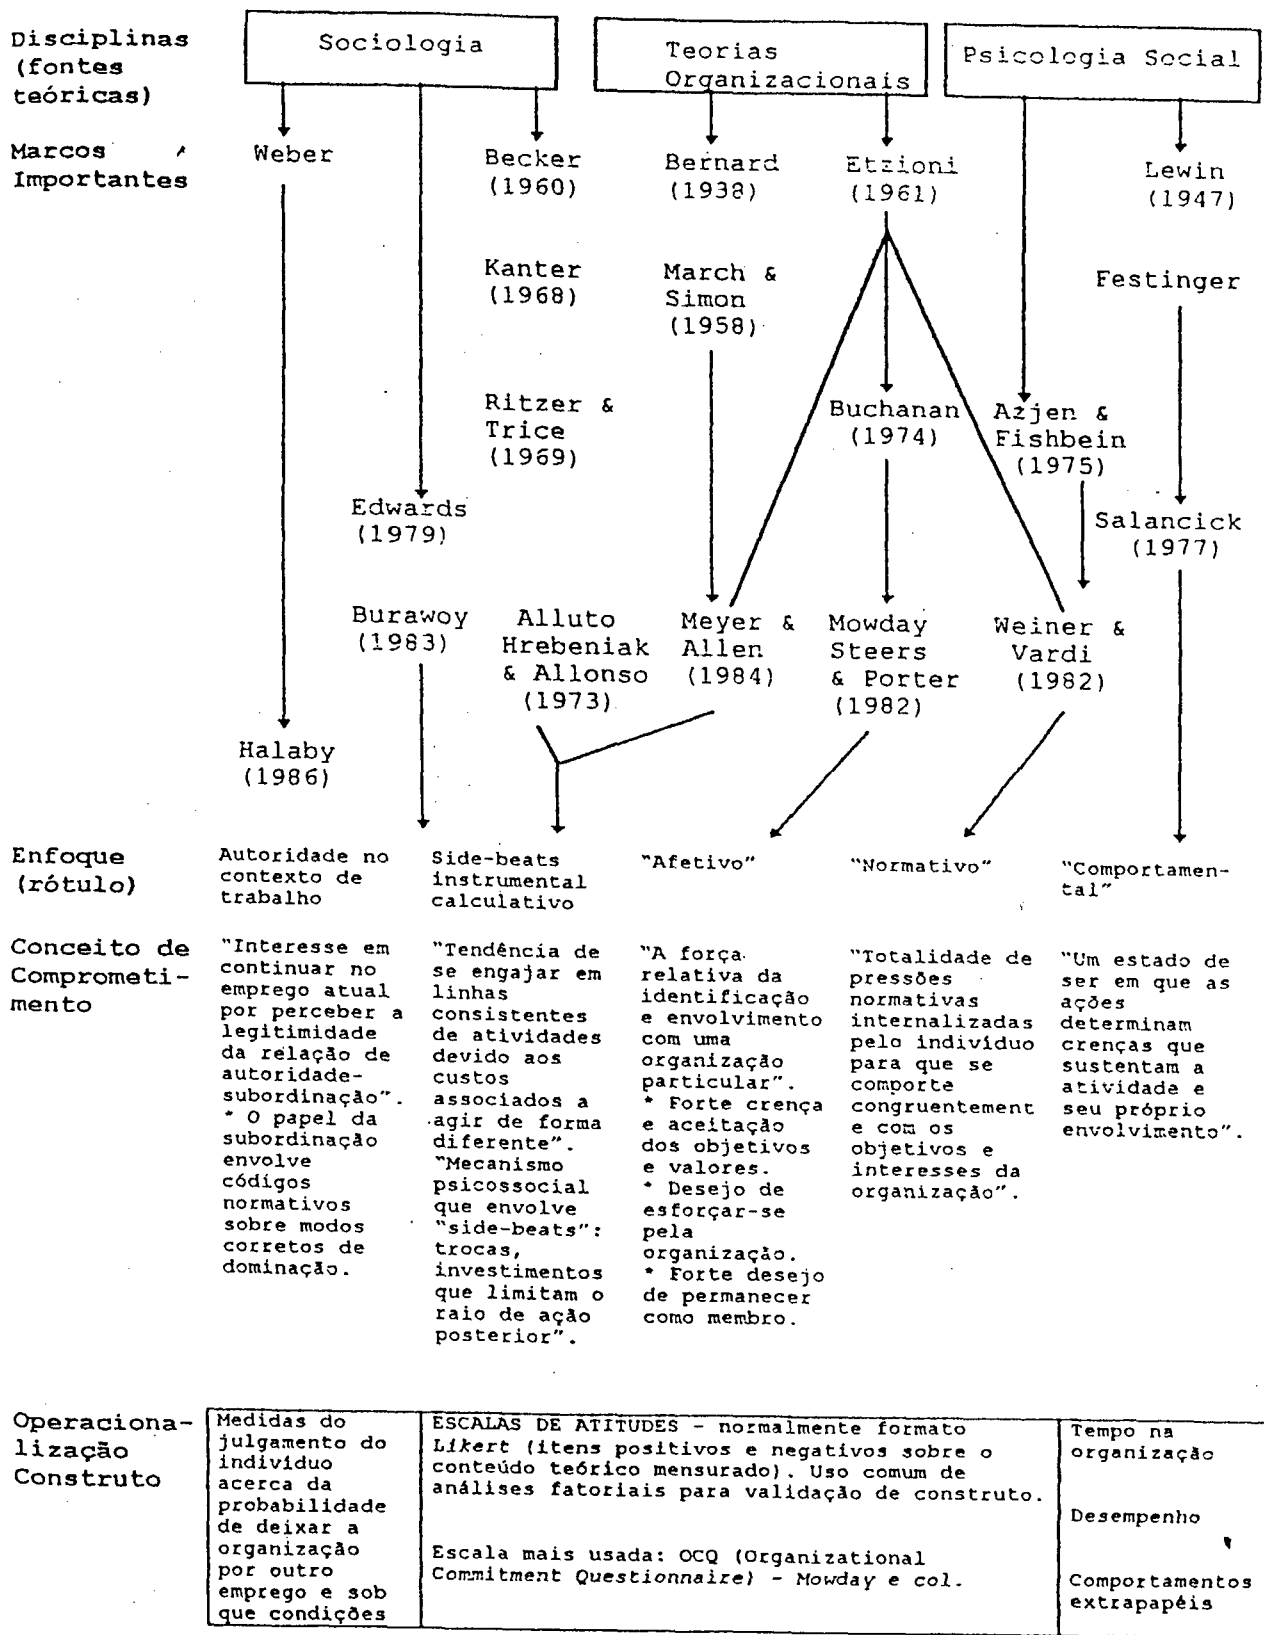 Disciplinas
(fontes
teóricas)
Sociologia
Teorias
Organizacionais
Psicologia Social
Marcos
Importantes
Weber
Becker
(1960)
Bernard
(1938)
Etzioni
(1961)
Lewin
(1947)
Kanter
(1968)
March &
Simon
(1958)
Festinger
Ritzer &
Trice
(1969)
Buchanan
(1974)
Ažjen &
Fishbein
(1975)
Edwards
(1979)
Salancick
(1977)
Burawoy
(1983)
Alluto
Hrebeniak
& Allonso
(1973)
Meyer &
Allen
(1984)
Mowday
Steers
& Porter
(1982)
Weiner &
Vardi
(1982)
Halaby
(1986)
Enfoque
(rótulo)
Autoridade no
contexto de
trabalho
Side-beats
instrumental
calculativo
"Afetivo"
"Normativo"
"Comportamen-
tal"
Conceito de
Comprometi-
mento
"Interesse em
continuar no
emprego atual
por perceber a
legitimidade
da relação de
autoridade-
subordinação".
* O papel da
subordinação
envolve
códigos
normativos
sobre modos
corretos de
dominação.
"Tendência de
se engajar em
linhas
consistentes
de atividades
devido aos
custos
associados a
agir de forma
diferente".
"Mecanismo
psicossocial
que envolve
"side-beats":
trocas,
investimentos
que limitam o
raio de ação
posterior".
"A força
relativa da
identificação
e envolvimento
com uma
organização
particular".
* Forte crença
e aceitação
dos objetivos
e valores.
* Desejo de
esforçar-se
pela
organização.
* Forte desejo
de permanecer
como membro.
"Totalidade de
pressões
normativas
internalizadas
pelo indivíduo
para que se
comporte
congruentement
e com os
objetivos e
interesses da
organização".
"Um estado de
ser em que as
ações
determinam
crenças que
sustentam a
atividade e
seu próprio
envolvimento".
Operaciona-
lização
Construto
Medidas do
julgamento do
indivíduo
acerca da
probabilidade
de deixar a
organização
por outro
emprego e sob
que condições
ESCALAS DE ATITUDES - normalmente formato
Likert (itens positivos e negativos sobre o
conteúdo teórico mensurado). Uso comum de
análises fatoriais para validação de construto.
Escala mais usada: OCQ (Organizational
Commitment Questionnaire) - Mowday e col.
Tempo na
organização
Desempenho
Comportamentos
extrapapéis